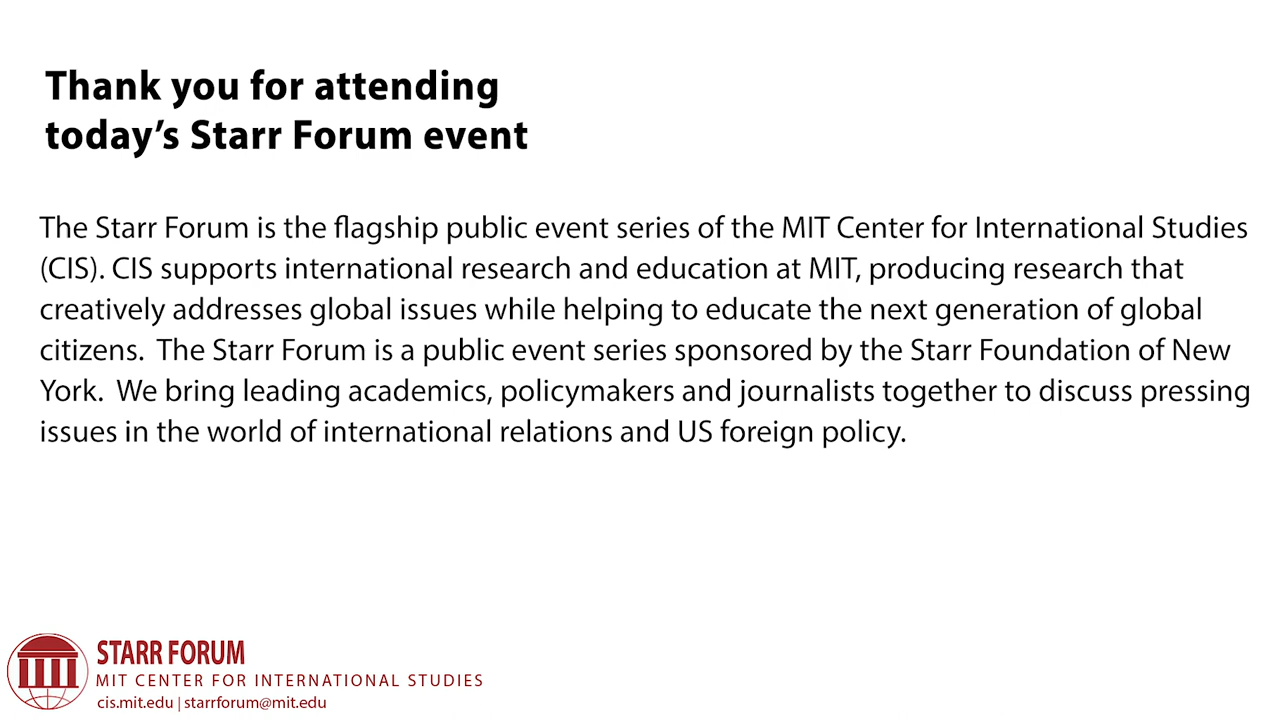 Thank you for attending
today’s Starr Forum event
The Starr Forum is the flagship public event series of the MIT Center for International Studies
(CIS). CIS supports international research and education at MIT, producing research that
creatively addresses global issues while helping to educate the next generation of global
citizens.  The Starr Forum is a public event series sponsored by the Starr Foundation of New
York.  We bring leading academics, policymakers and journalists together to discuss pressing
issues in the world of international relations and US foreign policy.
STARR FORUM
MIT CENTER FOR INTERNATIONAL STUDIES
cis.mit.edu | starrforum@mit.edu